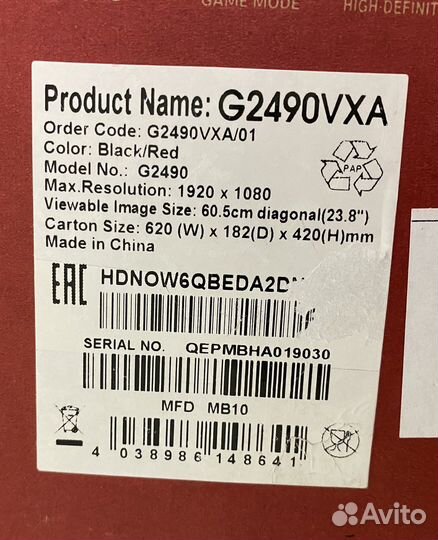 GAME MODE
HIGH-DEFINIT
Product Name: G2490VXA
Order Code: G2490VXA/01
Color: Black/Red
Model No.: G2490
Max.Resolution: 1920 x 1080
Viewable Image Size: 60.5cm diagonal(23.8")
Carton Size: 620 (W) x 182(D) x 420(H)mm
Made in China
PAP
EAC HDNOW6QBEDA2D
SERIAL NO. QEPMBHA019030
MFD MB10
4 038986 148641
Avito